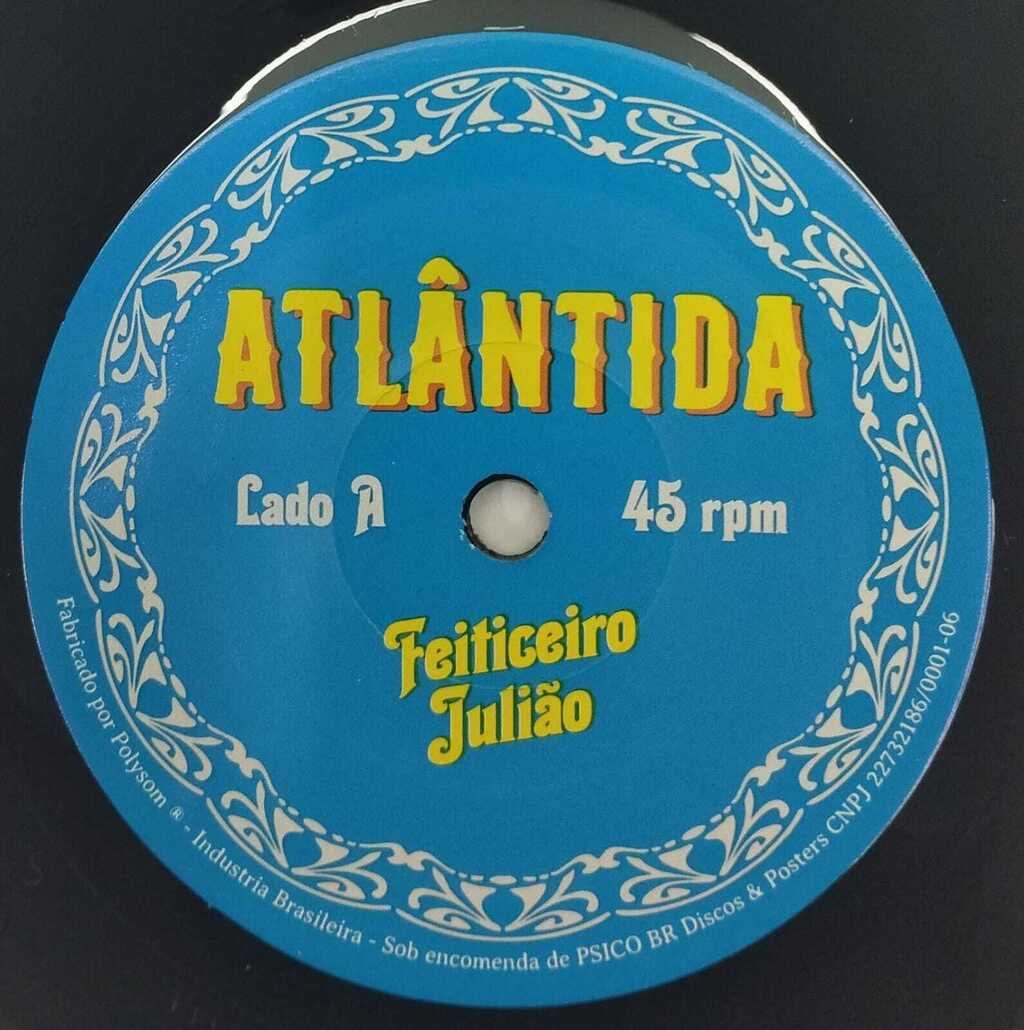 ATLÂNTIDA
Lado A
45 rpm
Feiticeiro
Julião
Fabricado por Polysom ® - Industria Brasileira - Sob encomenda de PSICO BR Discos & Posters CNPJ 22732186/0001-06